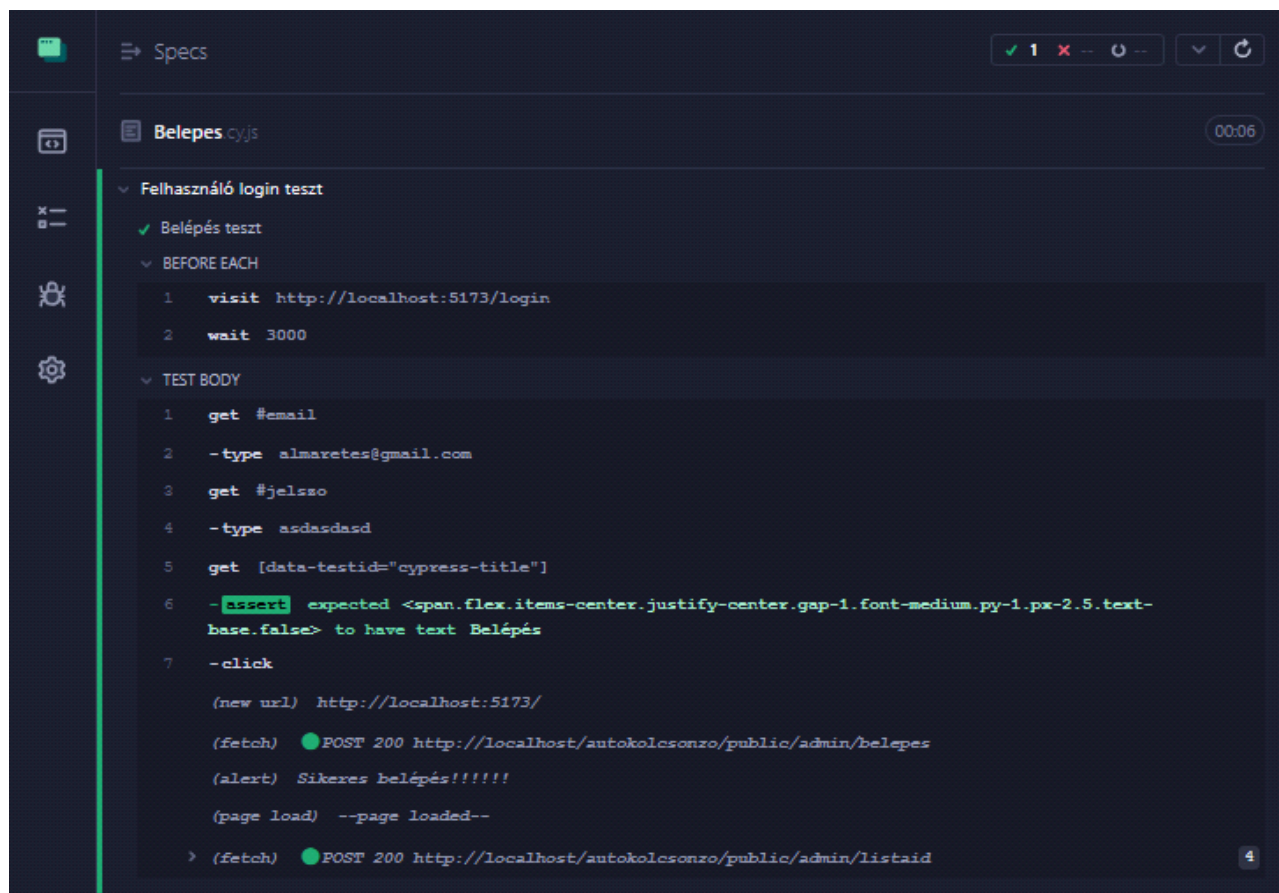 Specs
1 -- --
Belepes.cy.js
00:06
Felhasználó login teszt
Belépés teszt
BEFORE EACH
1 visit http://localhost:5173/login
2 wait 3000
TEST BODY
1 get #email
2 -type almaretes@gmail.com
3 get #jelszo
4 -type asdasdasd
5 get [data-testid="cypress-title"]
6 -assert expected <span.flex.items-center.justify-center.gap-1.font-medium.py-1.px-2.5.text-
base.false> to have text Belépés
7 -click
(new url) http://localhost:5173/
(fetch) POST 200 http://localhost/autokolcsonzo/public/admin/belepes
(alert) Sikeres belépés!!!!!!
(page load) --page loaded--
(fetch) POST 200 http://localhost/autokolcsonzo/public/admin/listaid
4